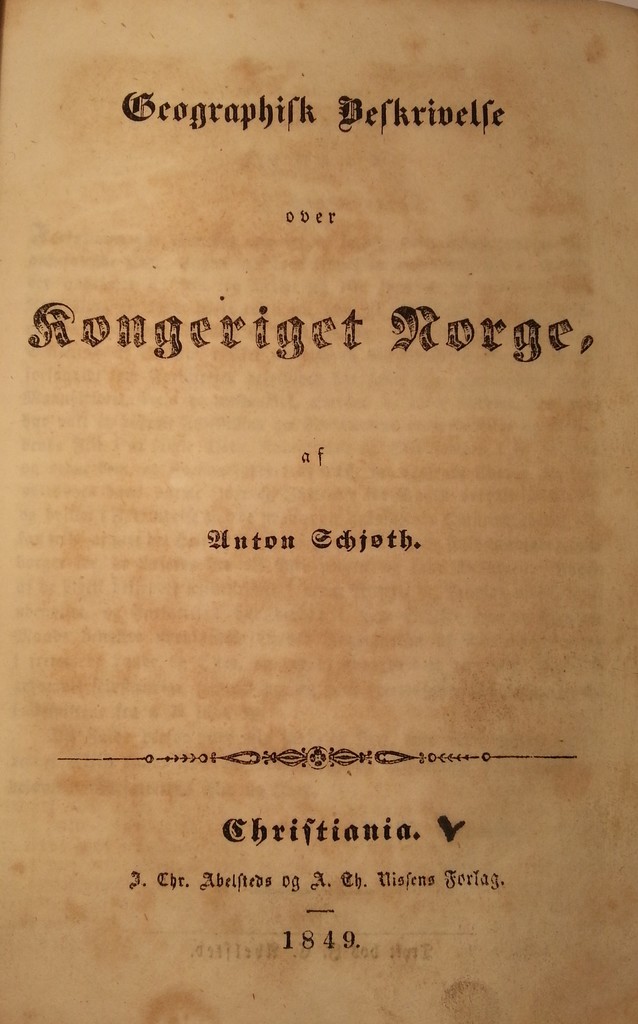 Geographisk Beskrivelse
over
Kongeriget Norge,
af
Anton Schjøth.
Christiania.
J. Chr. Abelsteds og A. Th. Nissens Forlag.
1849.